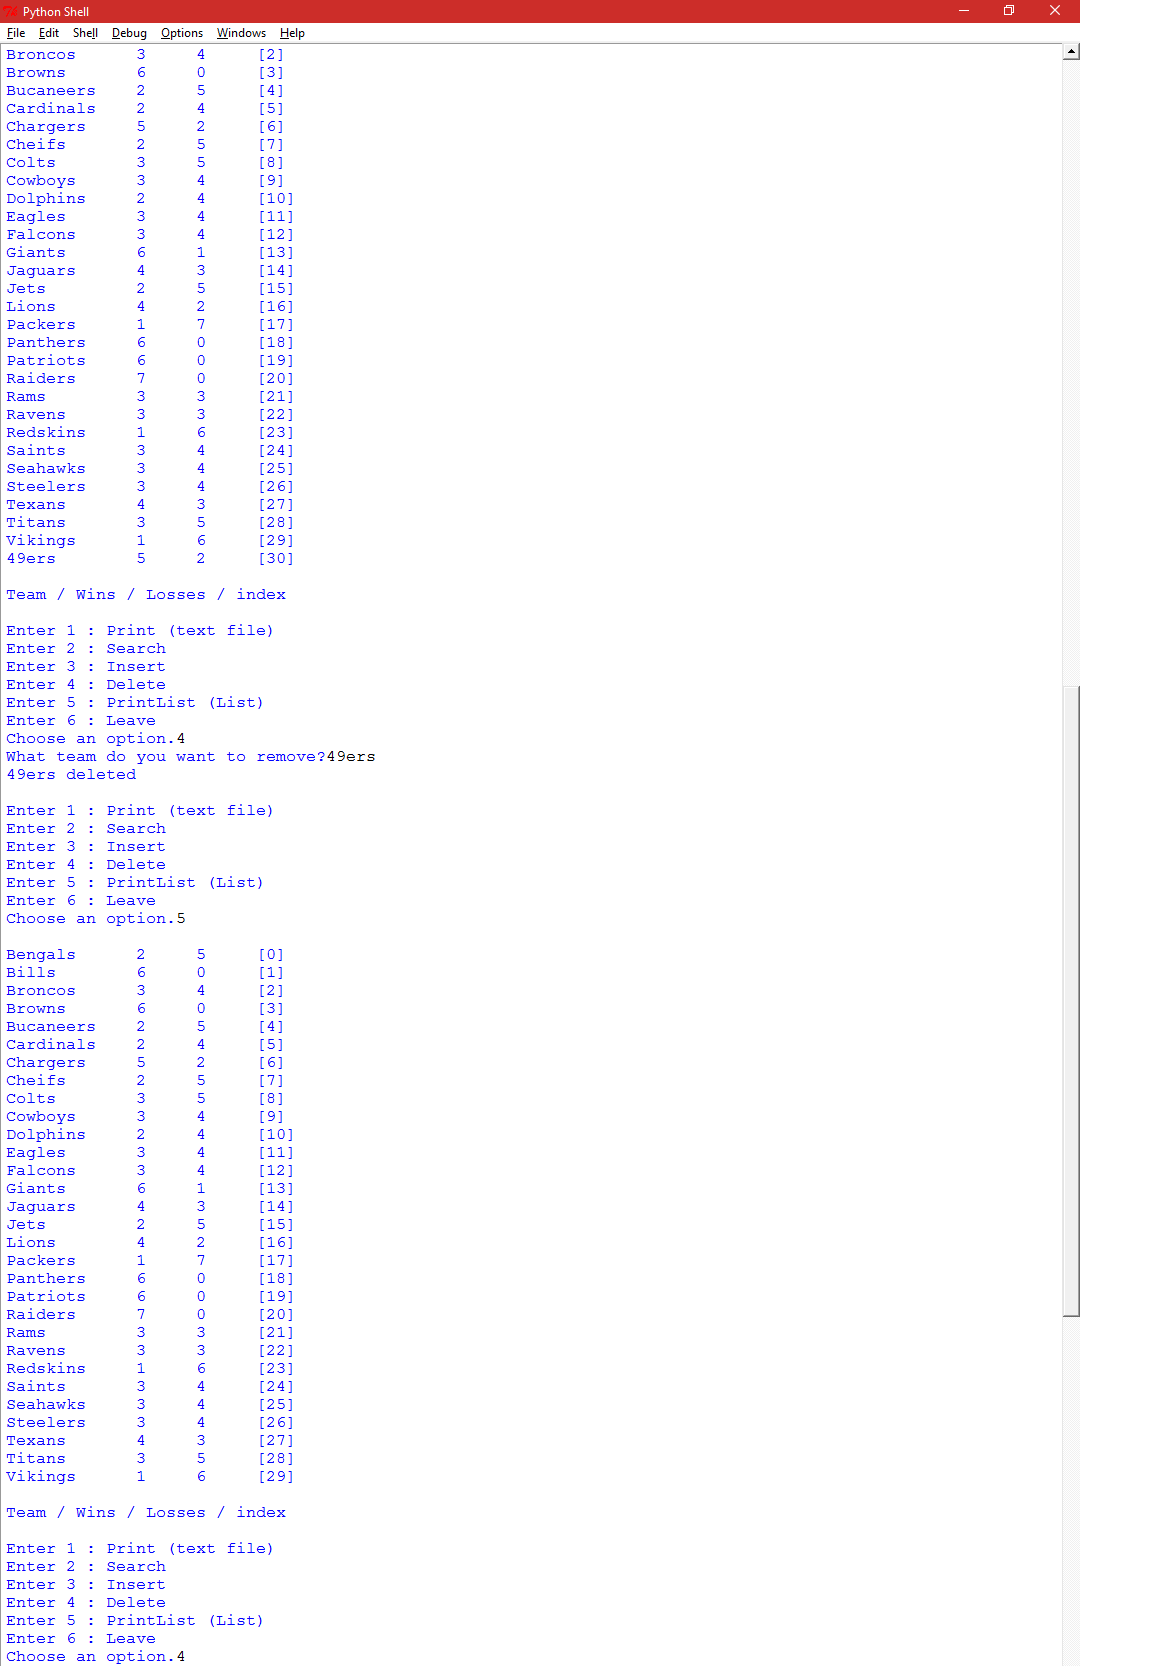 Python Shell
File Edit Shell Debug Options Windows Help
Broncos 3 4 [2]
Browns 6 0 [3]
Bucaneers 2 5 [4]
Cardinals 2 4 [5]
Chargers 5 2 [6]
Cheifs 2 5 [7]
Colts 3 5 [8]
Cowboys 3 4 [9]
Dolphins 2 4 [10]
Eagles 3 4 [11]
Falcons 3 4 [12]
Giants 6 1 [13]
Jaguars 4 3 [14]
Jets 2 5 [15]
Lions 4 2 [16]
Packers 1 7 [17]
Panthers 6 0 [18]
Patriots 6 0 [19]
Raiders 7 0 [20]
Rams 3 3 [21]
Ravens 3 3 [22]
Redskins 1 6 [23]
Saints 3 4 [24]
Seahawks 3 4 [25]
Steelers 3 4 [26]
Texans 4 3 [27]
Titans 3 5 [28]
Vikings 1 6 [29]
49ers 5 2 [30]
Team / Wins / Losses / index
Enter 1 : Print (text file)
Enter 2 : Search
Enter 3 : Insert
Enter 4 : Delete
Enter 5 : PrintList (List)
Enter 6 : Leave
Choose an option.4
What team do you want to remove?49ers
49ers deleted
Enter 1 : Print (text file)
Enter 2 : Search
Enter 3 : Insert
Enter 4 : Delete
Enter 5 : PrintList (List)
Enter 6 : Leave
Choose an option.5
Bengals 2 5 [0]
Bills 6 0 [1]
Broncos 3 4 [2]
Browns 6 0 [3]
Bucaneers 2 5 [4]
Cardinals 2 4 [5]
Chargers 5 2 [6]
Cheifs 2 5 [7]
Colts 3 5 [8]
Cowboys 3 4 [9]
Dolphins 2 4 [10]
Eagles 3 4 [11]
Falcons 3 4 [12]
Giants 6 1 [13]
Jaguars 4 3 [14]
Jets 2 5 [15]
Lions 4 2 [16]
Packers 1 7 [17]
Panthers 6 0 [18]
Patriots 6 0 [19]
Raiders 7 0 [20]
Rams 3 3 [21]
Ravens 3 3 [22]
Redskins 1 6 [23]
Saints 3 4 [24]
Seahawks 3 4 [25]
Steelers 3 4 [26]
Texans 4 3 [27]
Titans 3 5 [28]
Vikings 1 6 [29]
Team / Wins / Losses / index
Enter 1 : Print (text file)
Enter 2 : Search
Enter 3 : Insert
Enter 4 : Delete
Enter 5 : PrintList (List)
Enter 6 : Leave
Choose an option.4